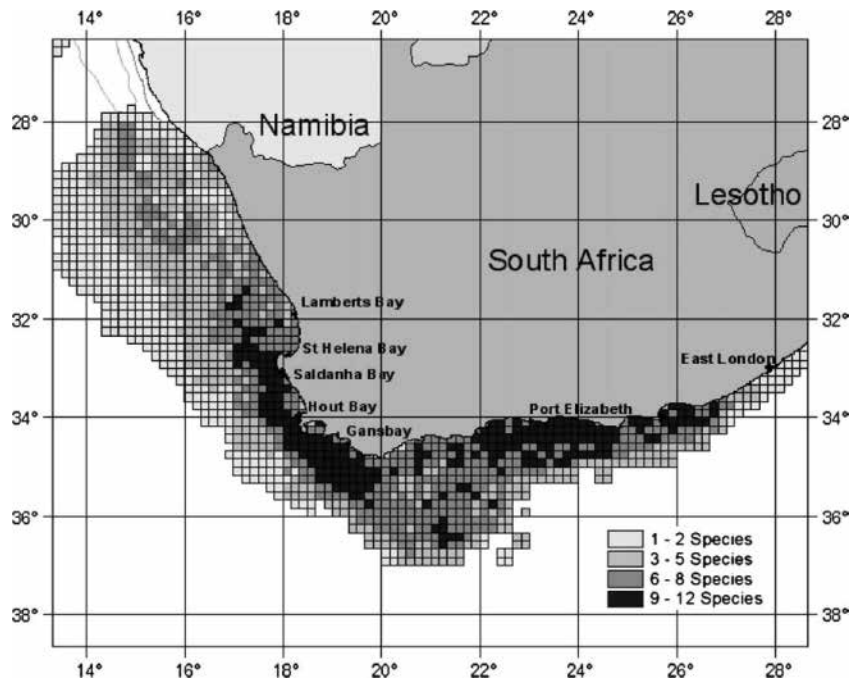 14° 16° 18° 20° 22° 24° 26° 28°
28° Namibia 28°
Lesotho
30° 30°
South Africa
Lamberts Bay
32° 32°
St Helena Bay
East London
Saldanha Bay
34° Hout Bay Port Elizabeth 34°
Gansbay
36° 36°
1 - 2 Species
3 - 5 Species
6 - 8 Species
9 - 12 Species
38° 38°
14° 16° 18° 20° 22° 24° 26° 28°